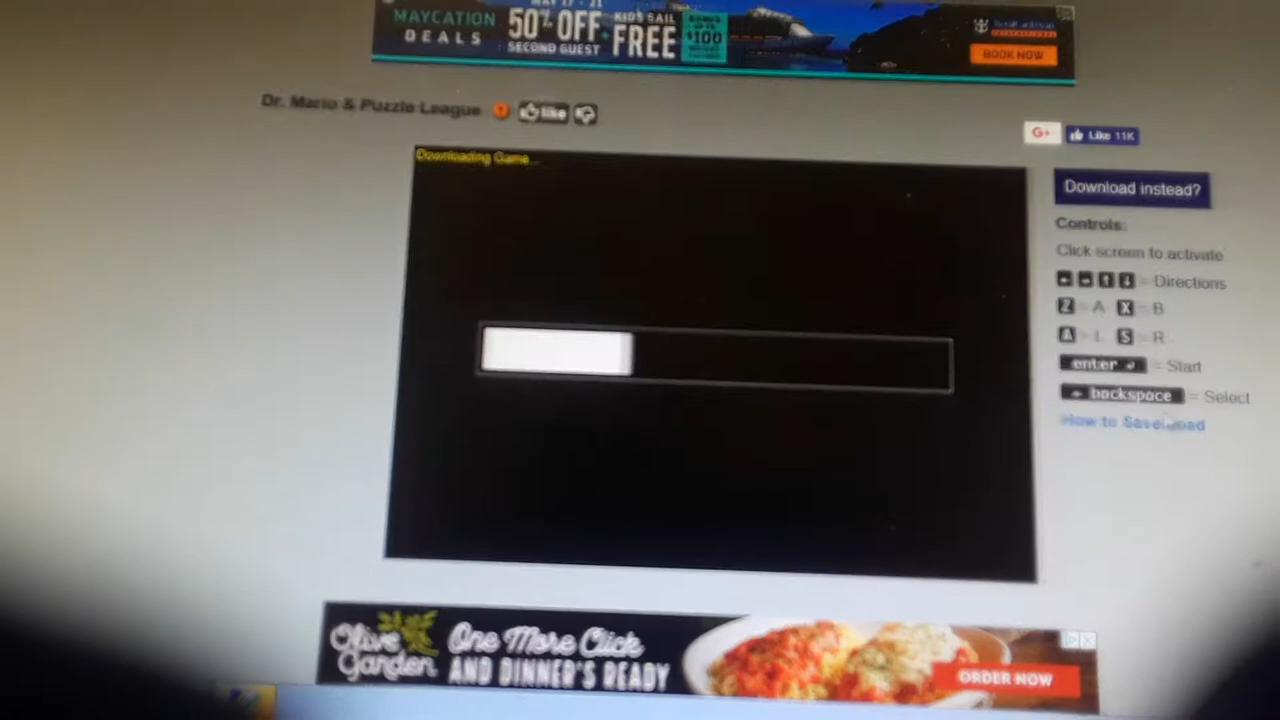 MAYCATION
DEALS
50% OFF
SECOND GUEST
KIDS SAIL
FREE
$100
INTERNATIONAL
BOOK NOW
Dr. Mario & Puzzle League
like
G+
Like 11K
Downloading Game...
Download instead?
Controls:
Click screen to activate
= Directions
Z = A X = B
A = L S = R
enter = Start
backspace = Select
How to Save/Load
Olive
Garden
One More Click
AND DINNER'S READY
ORDER NOW